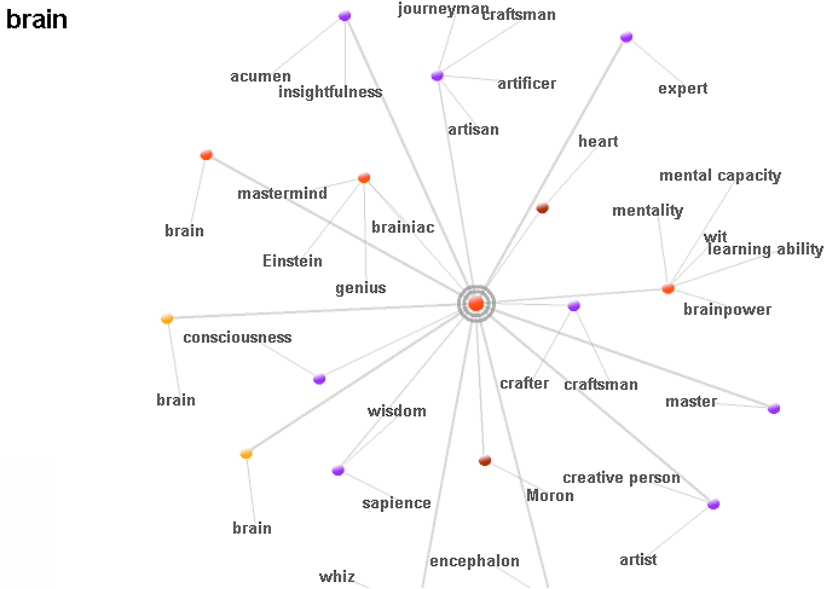 brain
journeyman
craftsman
acumen
insightfulness
artificer
expert
artisan
heart
mental capacity
mastermind
mentality
brain
brainiac
wit
learning ability
Einstein
genius
brainpower
consciousness
crafter
craftsman
brain
master
wisdom
creative person
Moron
sapience
brain
artist
encephalon
whiz